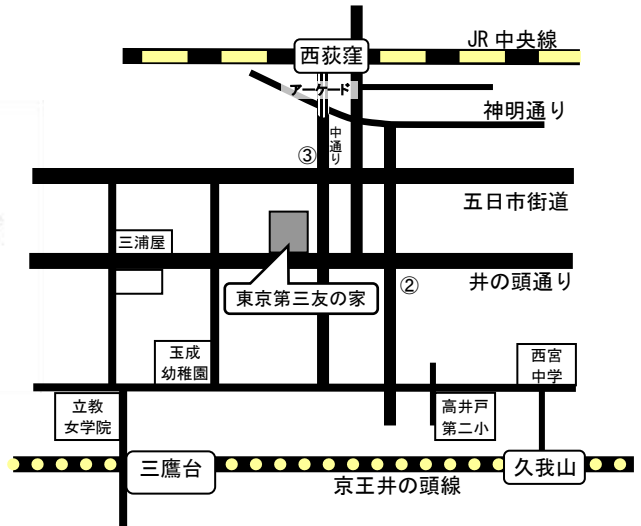 JR 中央線
西荻窪
アーケード
神明通り
中通り
③
五日市街道
三浦屋
井の頭通り
②
東京第三友の家
玉成
幼稚園
西宮
中学
立教
女学院
高井戸
第二小
三鷹台
久我山
京王井の頭線